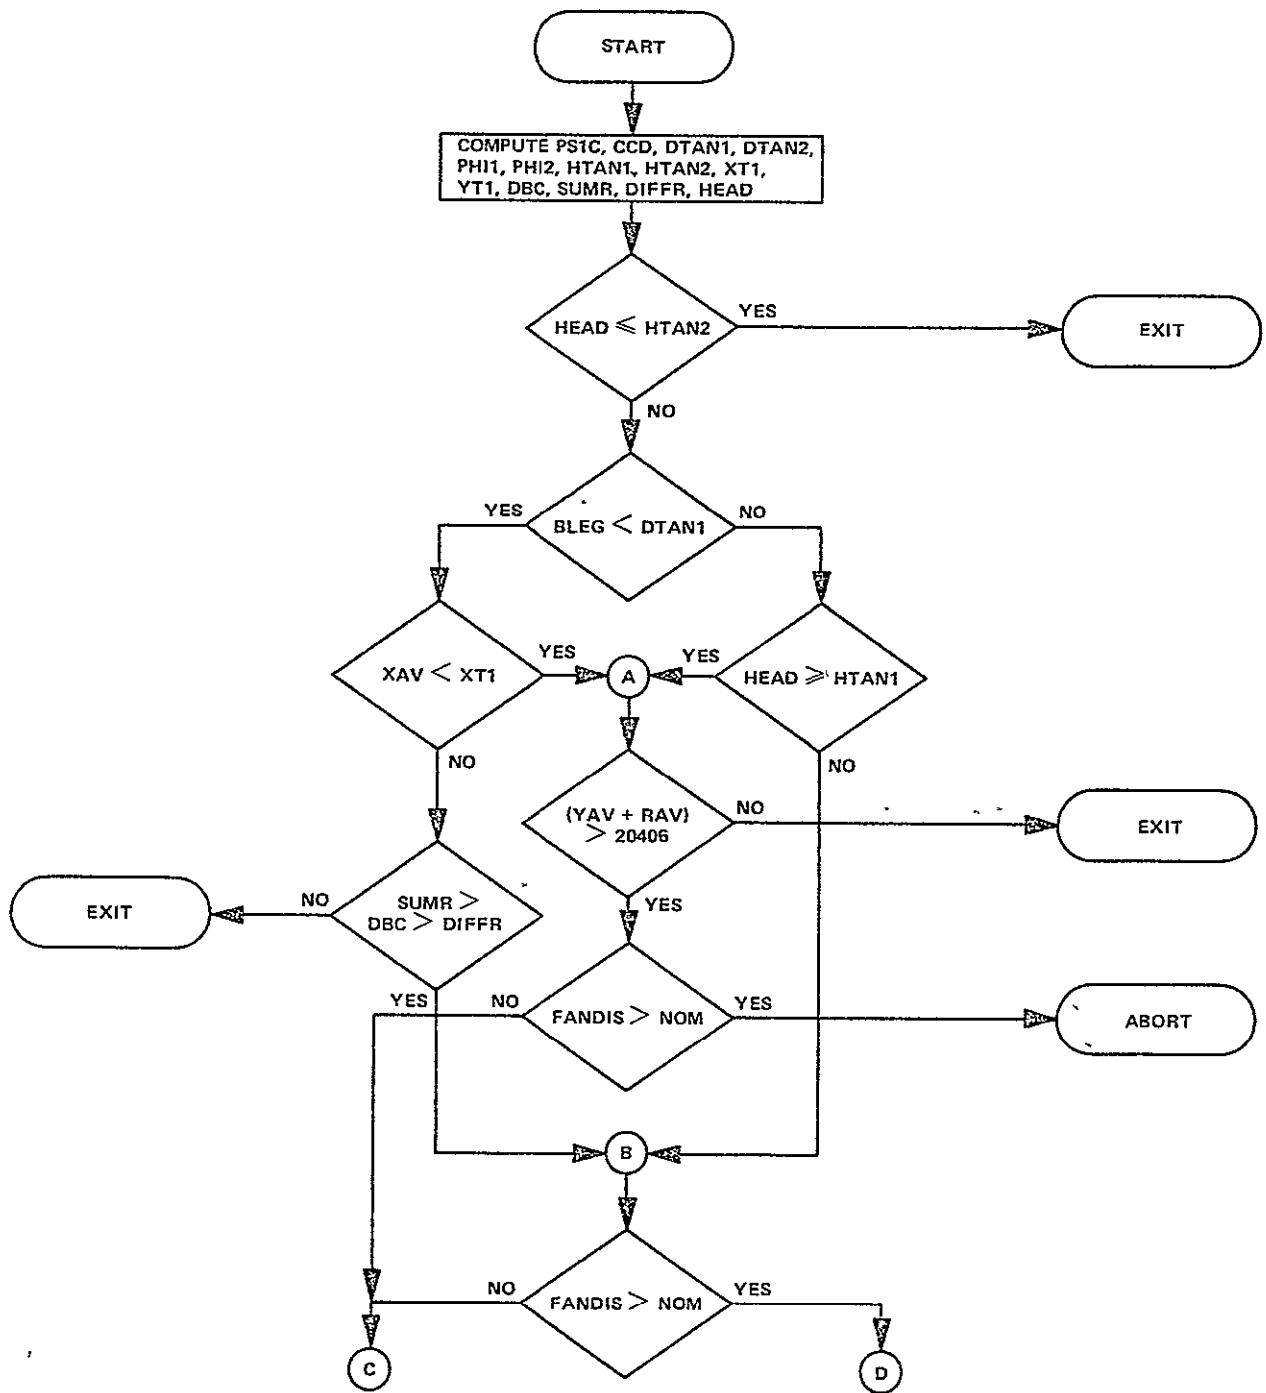 START
COMPUTE PS1C, CCD, DTAN1, DTAN2,
PHI1, PHI2, HTAN1, HTAN2, XT1,
YT1, DBC, SUMR, DIFFR, HEAD
HEAD ≤ HTAN2
YES
EXIT
NO
BLEG < DTAN1
YES
NO
XAV < XT1
YES
A
YES
HEAD ≥ HTAN1
NO
NO
(YAV + RAV)
> 20406
NO
EXIT
YES
SUMR >
DBC > DIFFR
NO
EXIT
YES
FANDIS > NOM
NO
YES
ABORT
B
FANDIS > NOM
NO
YES
C
D